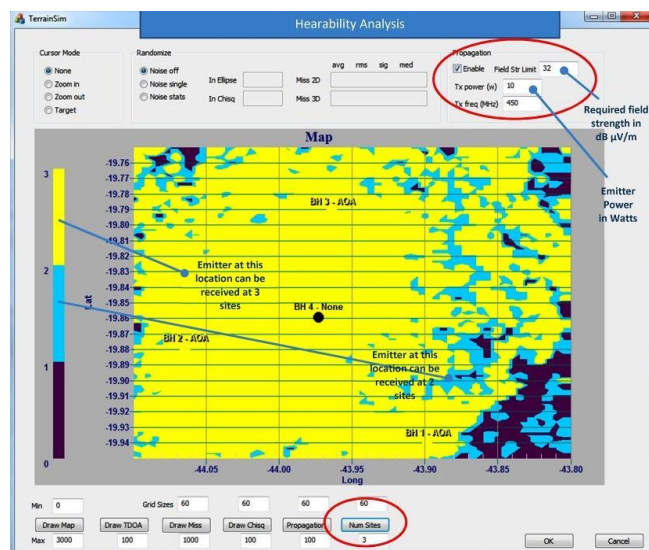 TerrainSim
Hearability Analysis
Cursor Mode
None
Zoom in
Zoom out
Target
Randomize
Noise off
Noise single
Noise stats
avg rms sig med
In Ellipse
Miss 2D
In Chisq
Miss 3D
Propagation
Enable Field Str Limit 32
Tx power (w) 10
Tx freq (MHz) 450
Required field
strength in
dB µV/m
Emitter
Power
in Watts
Map
3
2
1
0
Lat
-19.76
-19.77
-19.78
-19.79
-19.80
-19.81
-19.82
-19.83
-19.84
-19.85
-19.86
-19.87
-19.88
-19.89
-19.90
-19.91
-19.92
-19.93
-19.94
BH 3 - AOA
Emitter at this
location can be
received at 3
sites
BH 4 - None
BH 2 - AOA
Emitter at this
location can be
received at 2
sites
BH 1 - AOA
-44.05 -44.00 -43.95 -43.90 -43.85 -43.80
Long
Min 0 Grid Sizes 60 60 60 60
Draw Map Draw TDOA Draw Miss Draw Chisq Propagation Num Sites
Max 3000 100 1000 100 100 3
OK Cancel